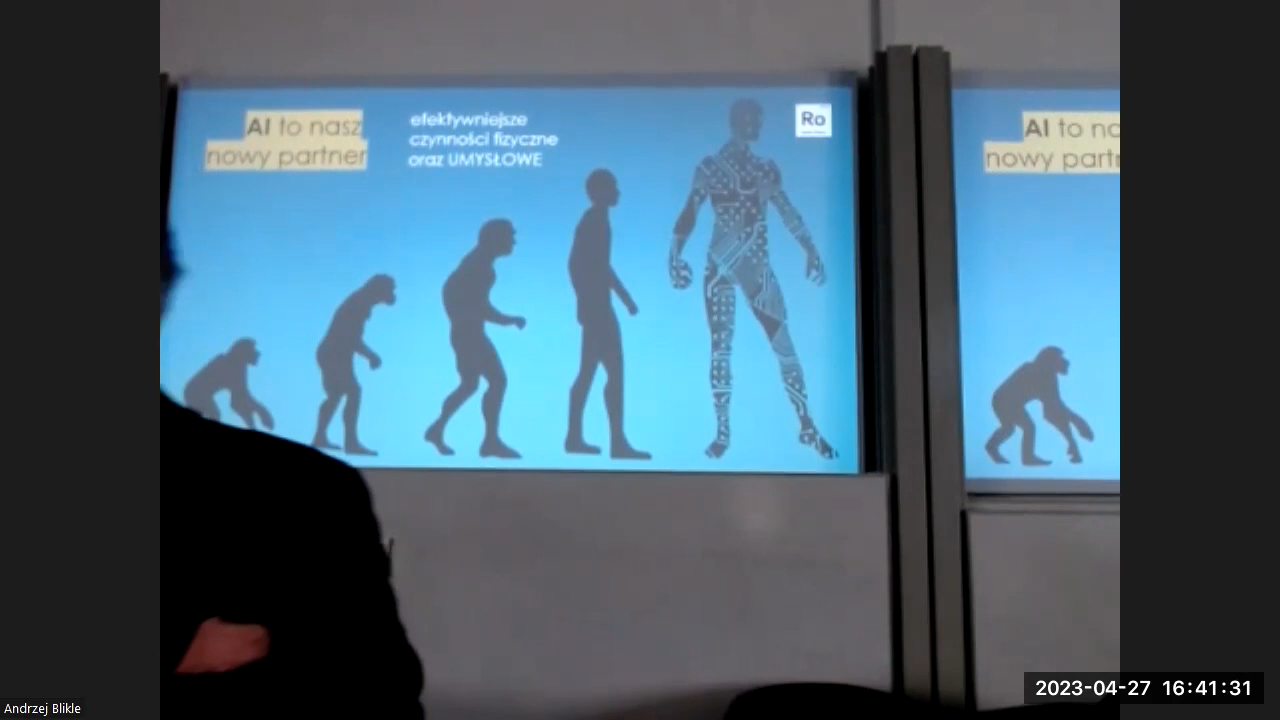 AI to nasz
nowy partner
efektywniejsze
czynności fizyczne
oraz UMYSŁOWE
Ro
AI to na
nowy partn
Andrzej Blikle
2023-04-27 16:41:31